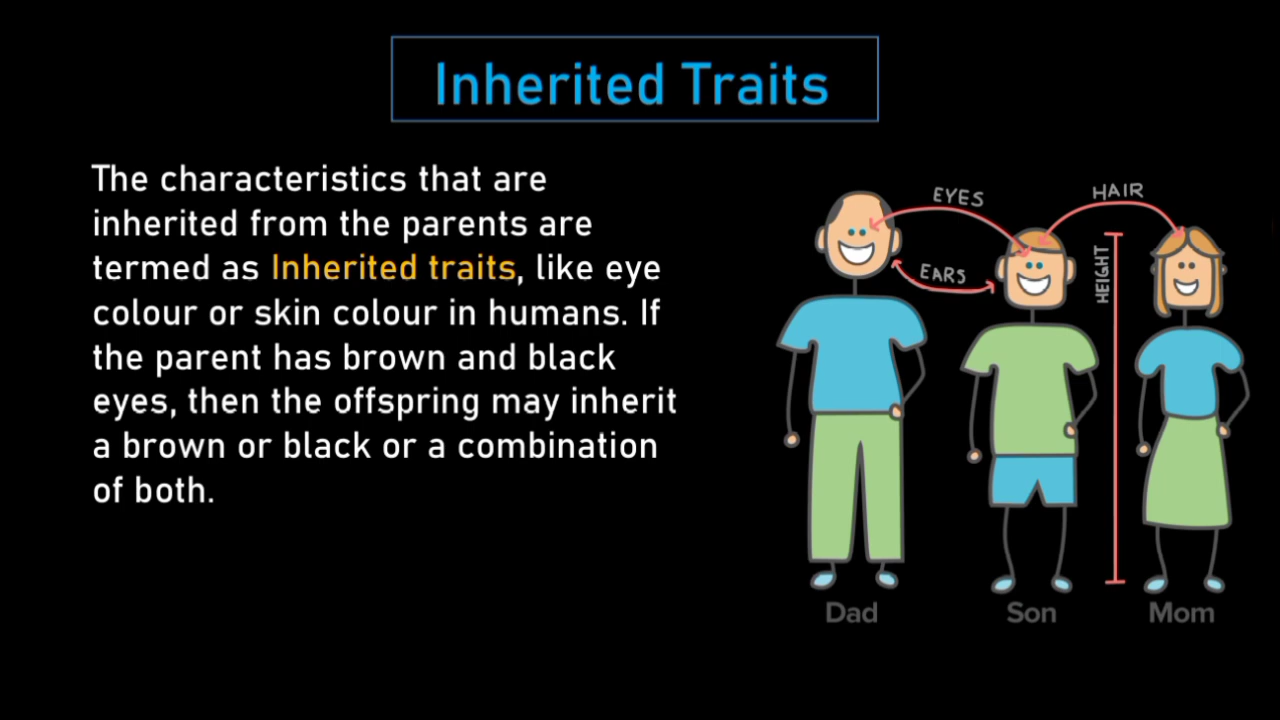 Inherited Traits
The characteristics that are
inherited from the parents are
termed as Inherited traits, like eye
colour or skin colour in humans. If
the parent has brown and black
eyes, then the offspring may inherit
a brown or black or a combination
of both.
EYES
HAIR
EARS
HEIGHT
Dad
Son
Mom